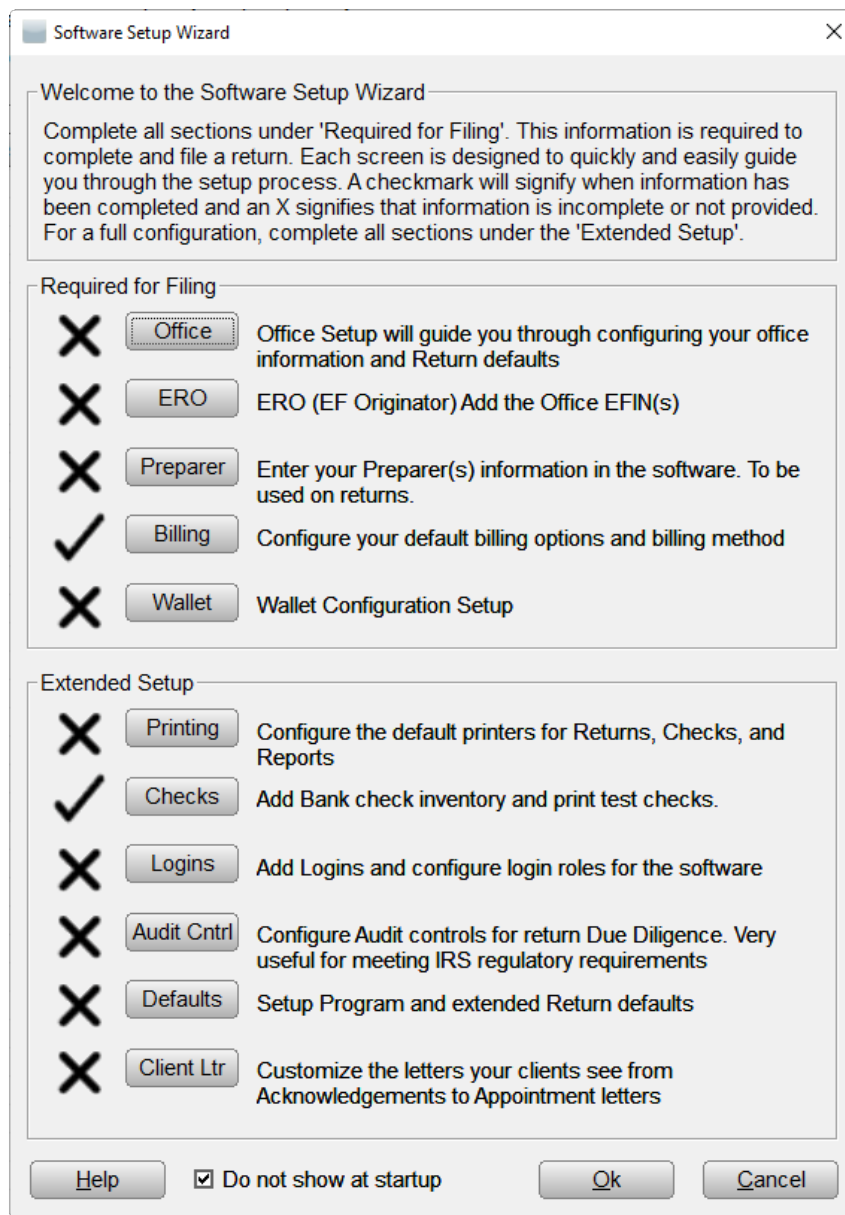 Software Setup Wizard
Welcome to the Software Setup Wizard
Complete all sections under 'Required for Filing'. This information is required to
complete and file a return. Each screen is designed to quickly and easily guide
you through the setup process. A checkmark will signify when information has
been completed and an X signifies that information is incomplete or not provided.
For a full configuration, complete all sections under the 'Extended Setup'.
Required for Filing
Office
Office Setup will guide you through configuring your office
information and Return defaults
ERO
ERO (EF Originator) Add the Office EFIN(s)
Preparer
Enter your Preparer(s) information in the software. To be
used on returns.
Billing
Configure your default billing options and billing method
Wallet
Wallet Configuration Setup
Extended Setup
Printing
Configure the default printers for Returns, Checks, and
Reports
Checks
Add Bank check inventory and print test checks.
Logins
Add Logins and configure login roles for the software
Audit Cntrl
Configure Audit controls for return Due Diligence. Very
useful for meeting IRS regulatory requirements
Defaults
Setup Program and extended Return defaults
Client Ltr
Customize the letters your clients see from
Acknowledgements to Appointment letters
Help
Do not show at startup
Ok
Cancel